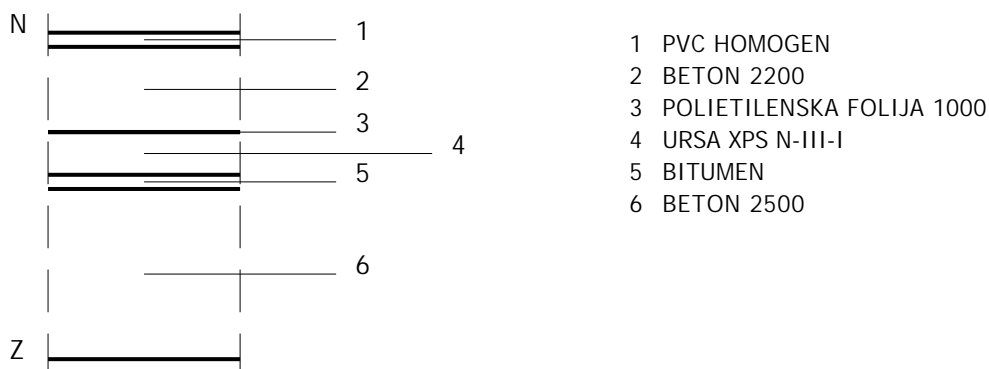 N
1
2
3
4
5
6
Z
1 PVC HOMOGEN
2 BETON 2200
3 POLIETILENSKA FOLIJA 1000
4 URSA XPS N-III-I
5 BITUMEN
6 BETON 2500